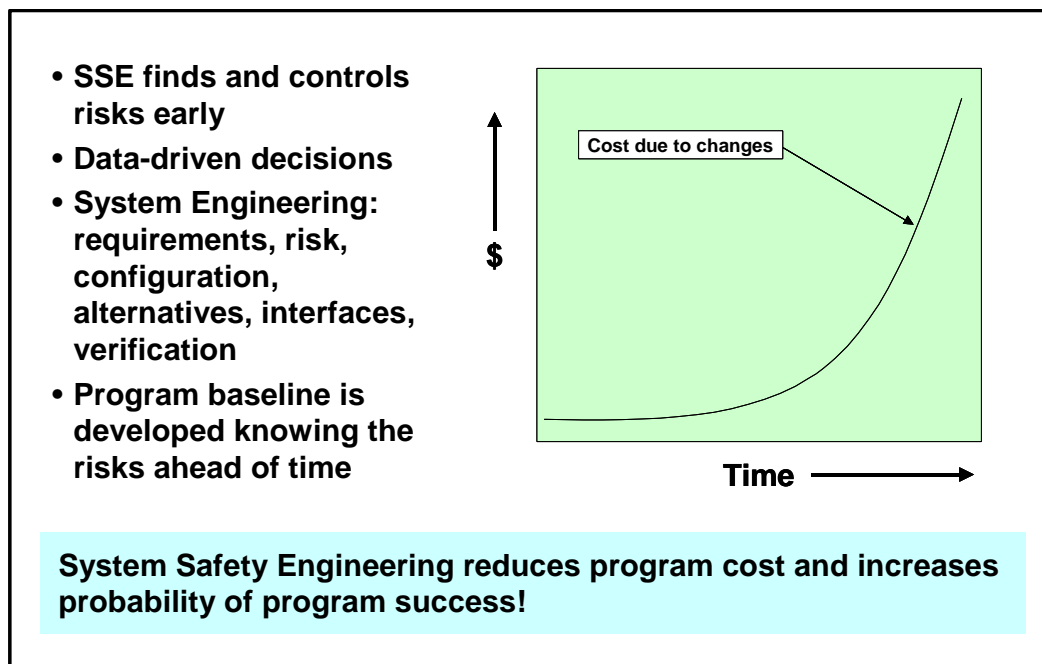 • SSE finds and controls
risks early
• Data-driven decisions
• System Engineering:
requirements, risk,
configuration,
alternatives, interfaces,
verification
• Program baseline is
developed knowing the
risks ahead of time
Cost due to changes
$
Time
System Safety Engineering reduces program cost and increases
probability of program success!